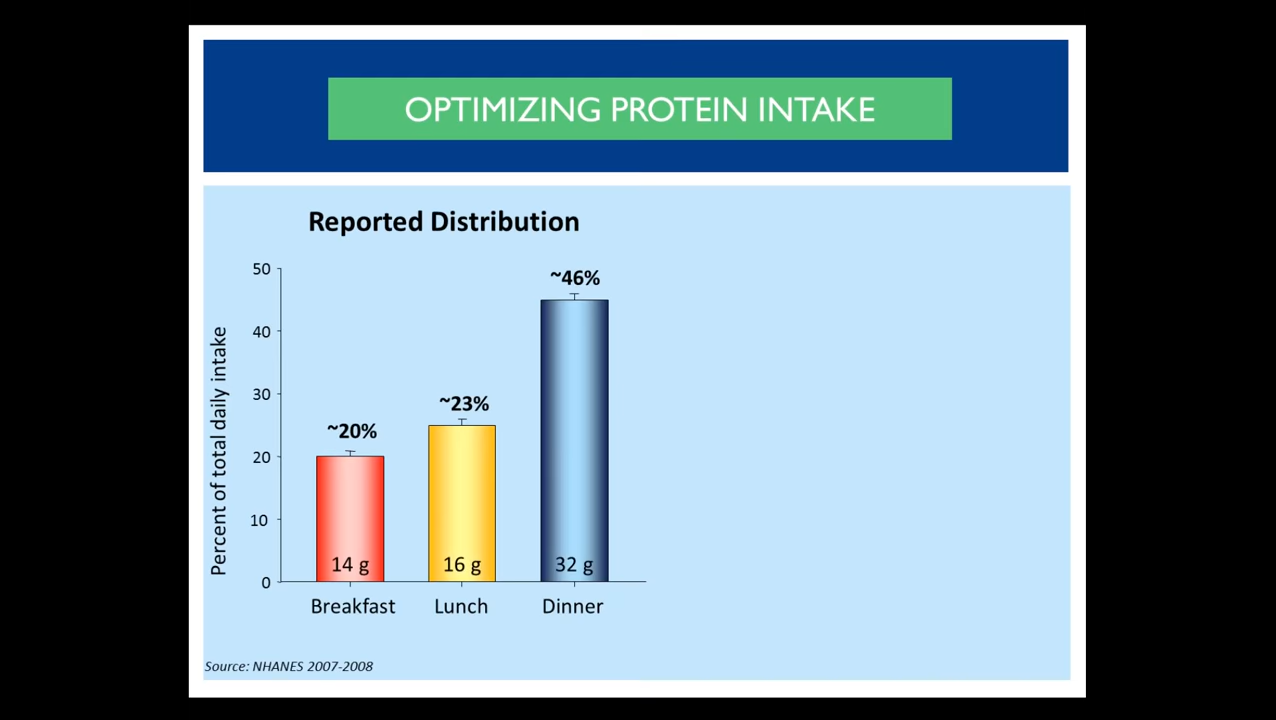 OPTIMIZING PROTEIN INTAKE
Reported Distribution
Percent of total daily intake
50
40
30
20
10
0
~20%
~23%
~46%
14 g
16 g
32 g
Breakfast
Lunch
Dinner
Source: NHANES 2007-2008